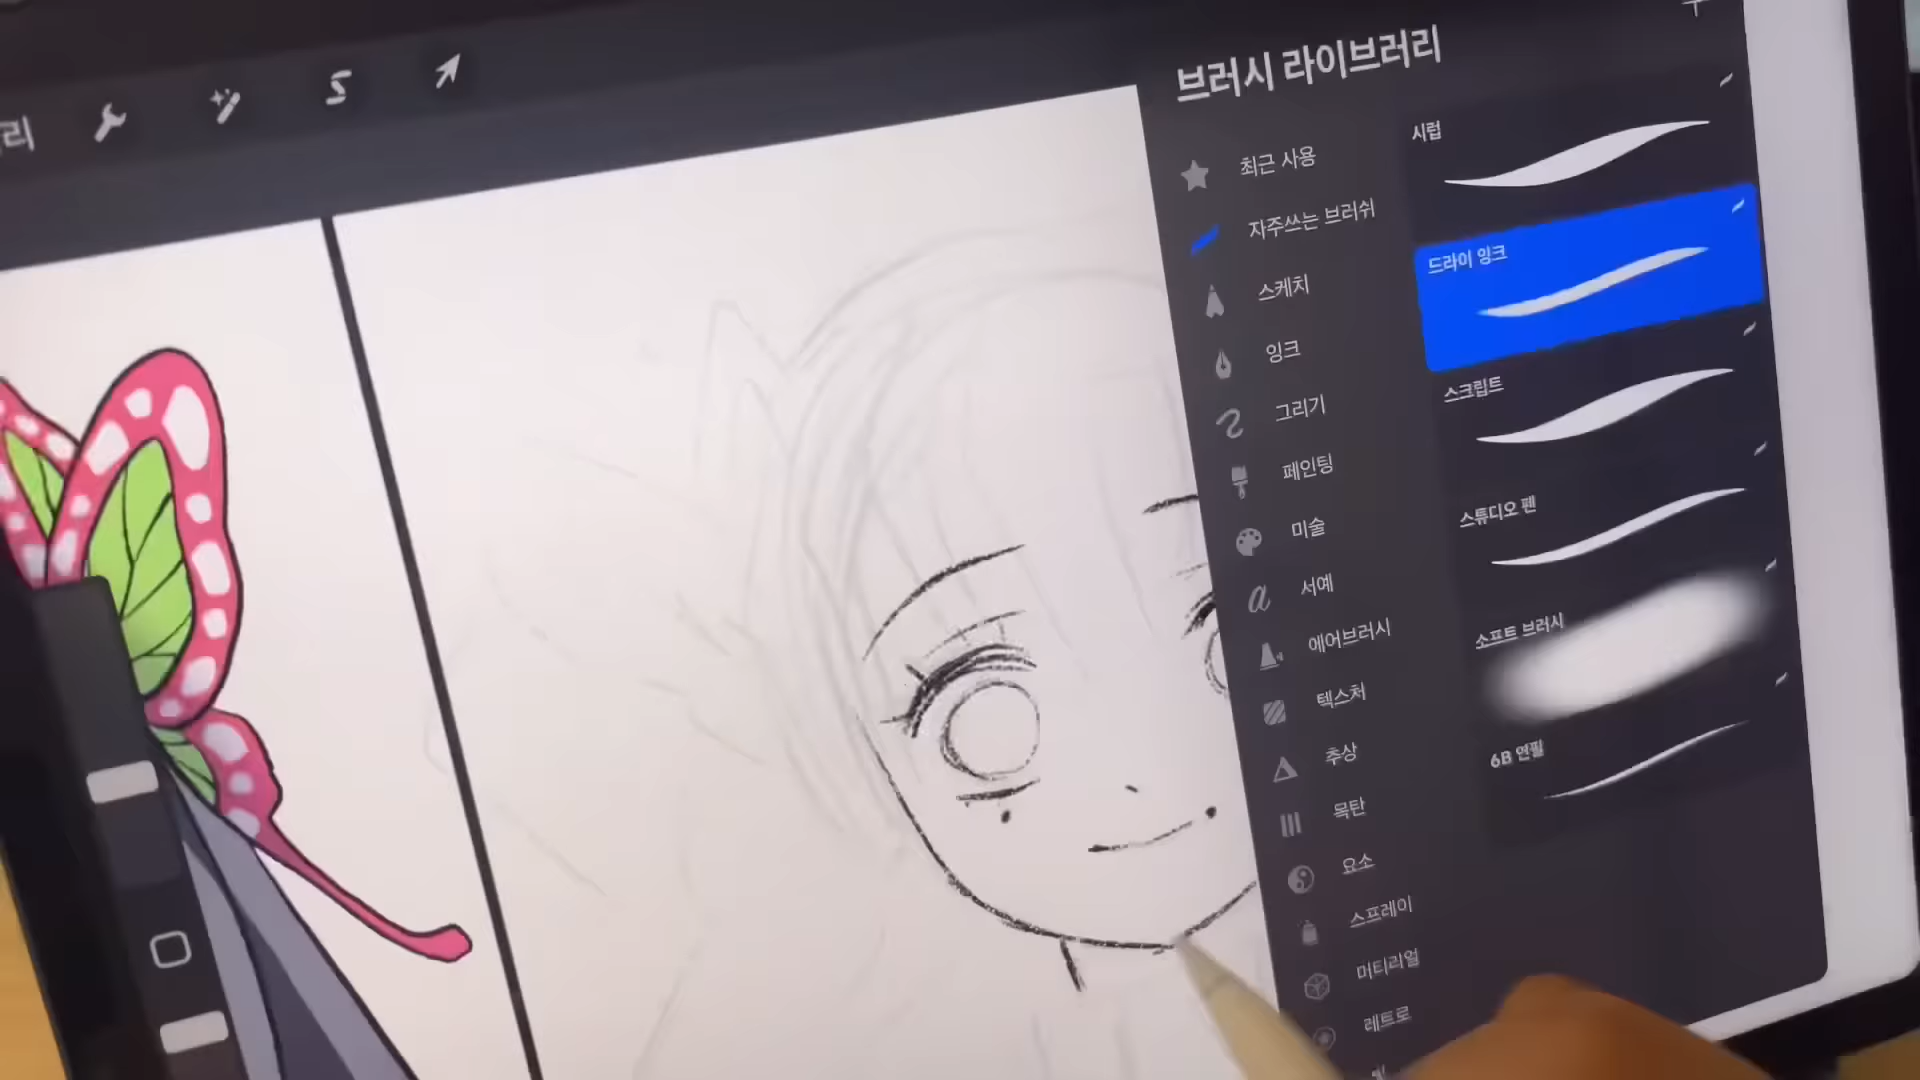 리
브러시 라이브러리
최근 사용
자주쓰는 브러쉬
스케치
잉크
그리기
페인팅
미술
서예
에어브러시
텍스처
추상
목탄
요소
스프레이
머티리얼
레트로
시럽
드라이 잉크
스크립트
스튜디오 펜
소프트 브러시
6B 연필